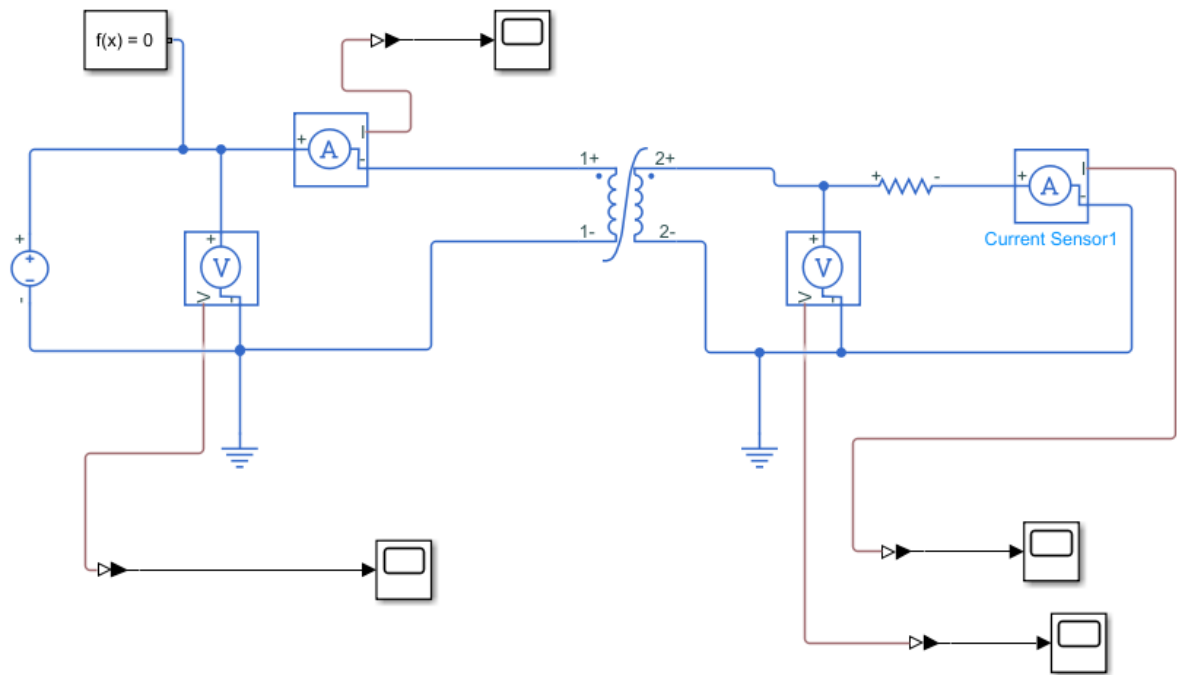 f(x) = 0
+
A
I
-
1+
2+
1-
2-
+
-
+
A
I
-
Current Sensor1
+
-
+
V
V
-
+
V
V
-